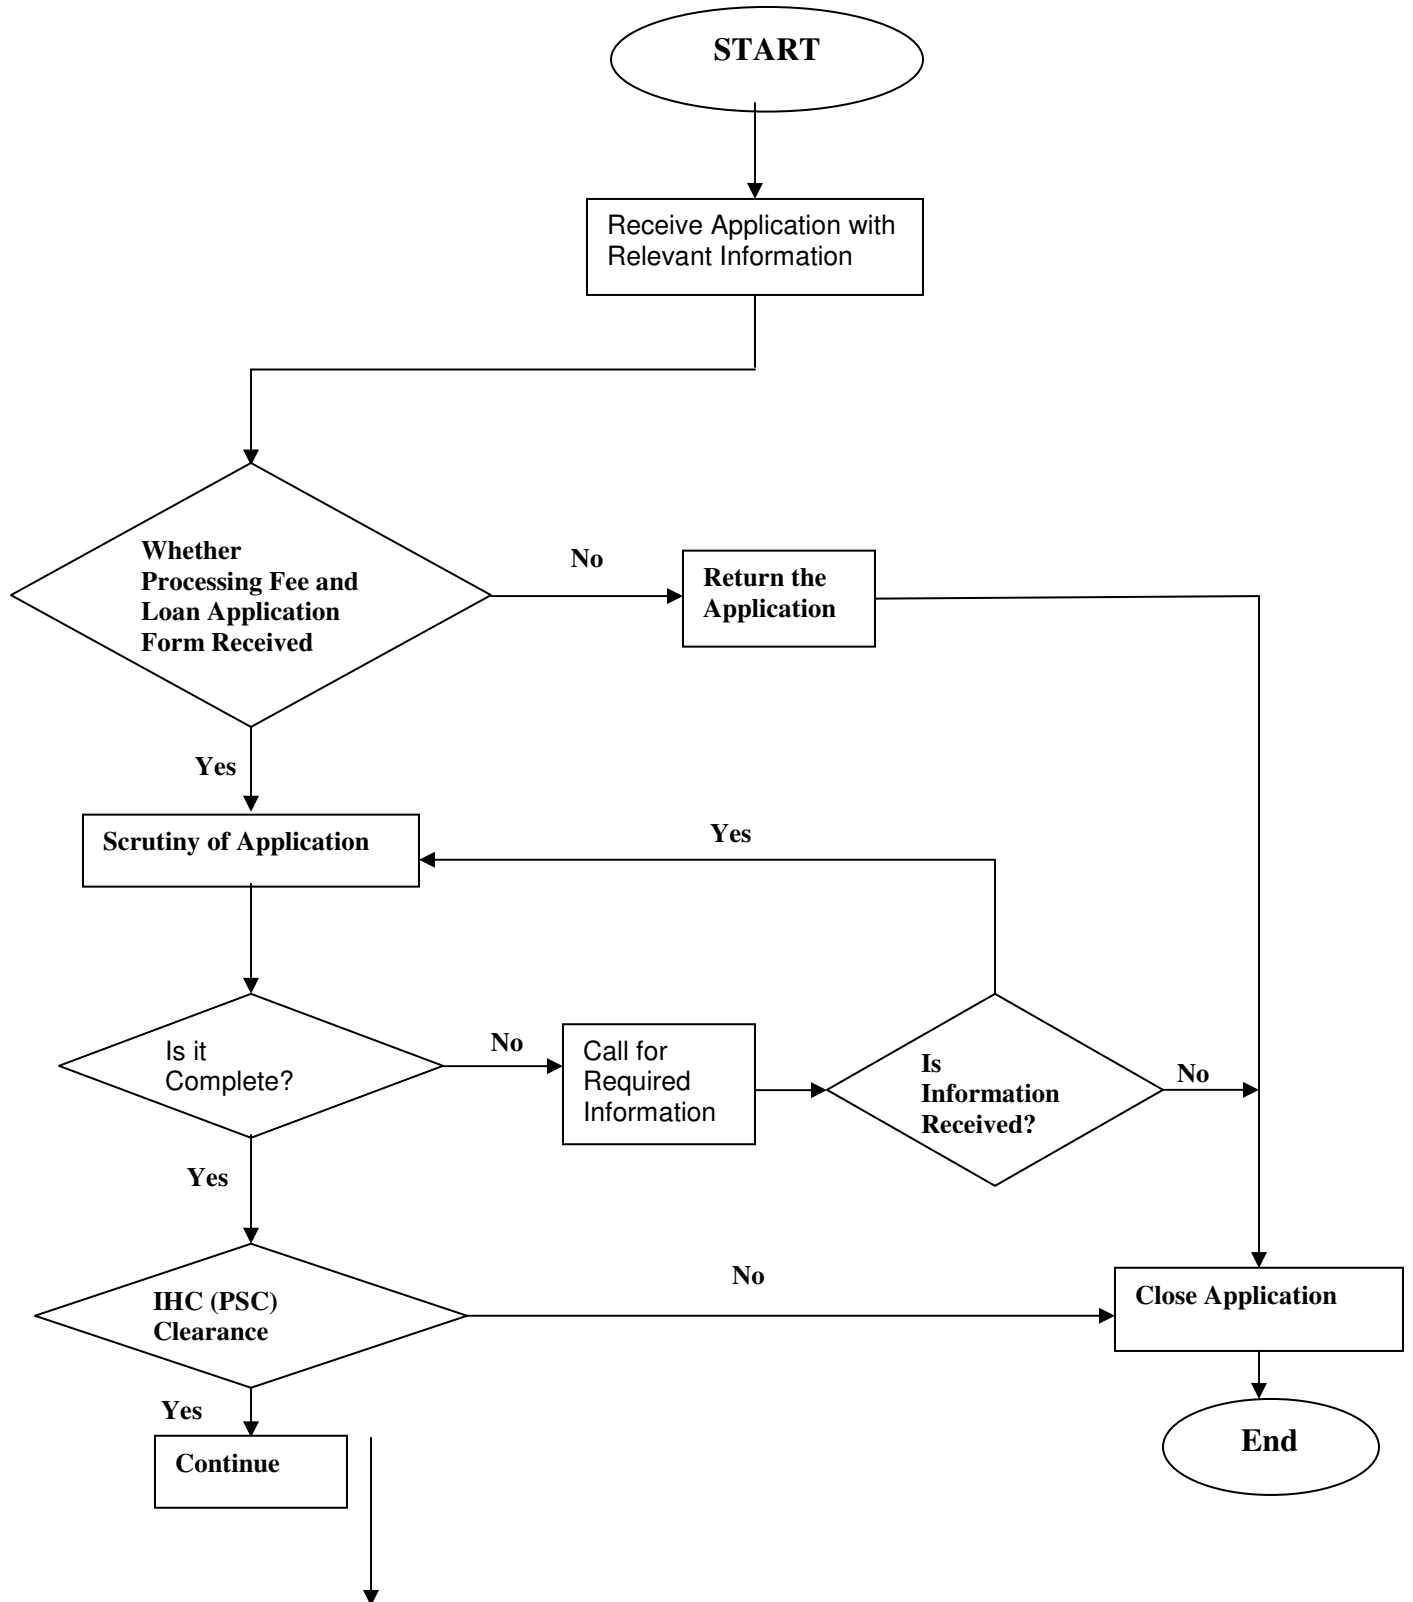 START
Receive Application with
Relevant Information
Whether
Processing Fee and
Loan Application
Form Received
No
Return the
Application
Yes
Scrutiny of Application
Yes
Is it
Complete?
No
Call for
Required
Information
Is
Information
Received?
No
Yes
IHC (PSC)
Clearance
No
Close Application
Yes
Continue
End